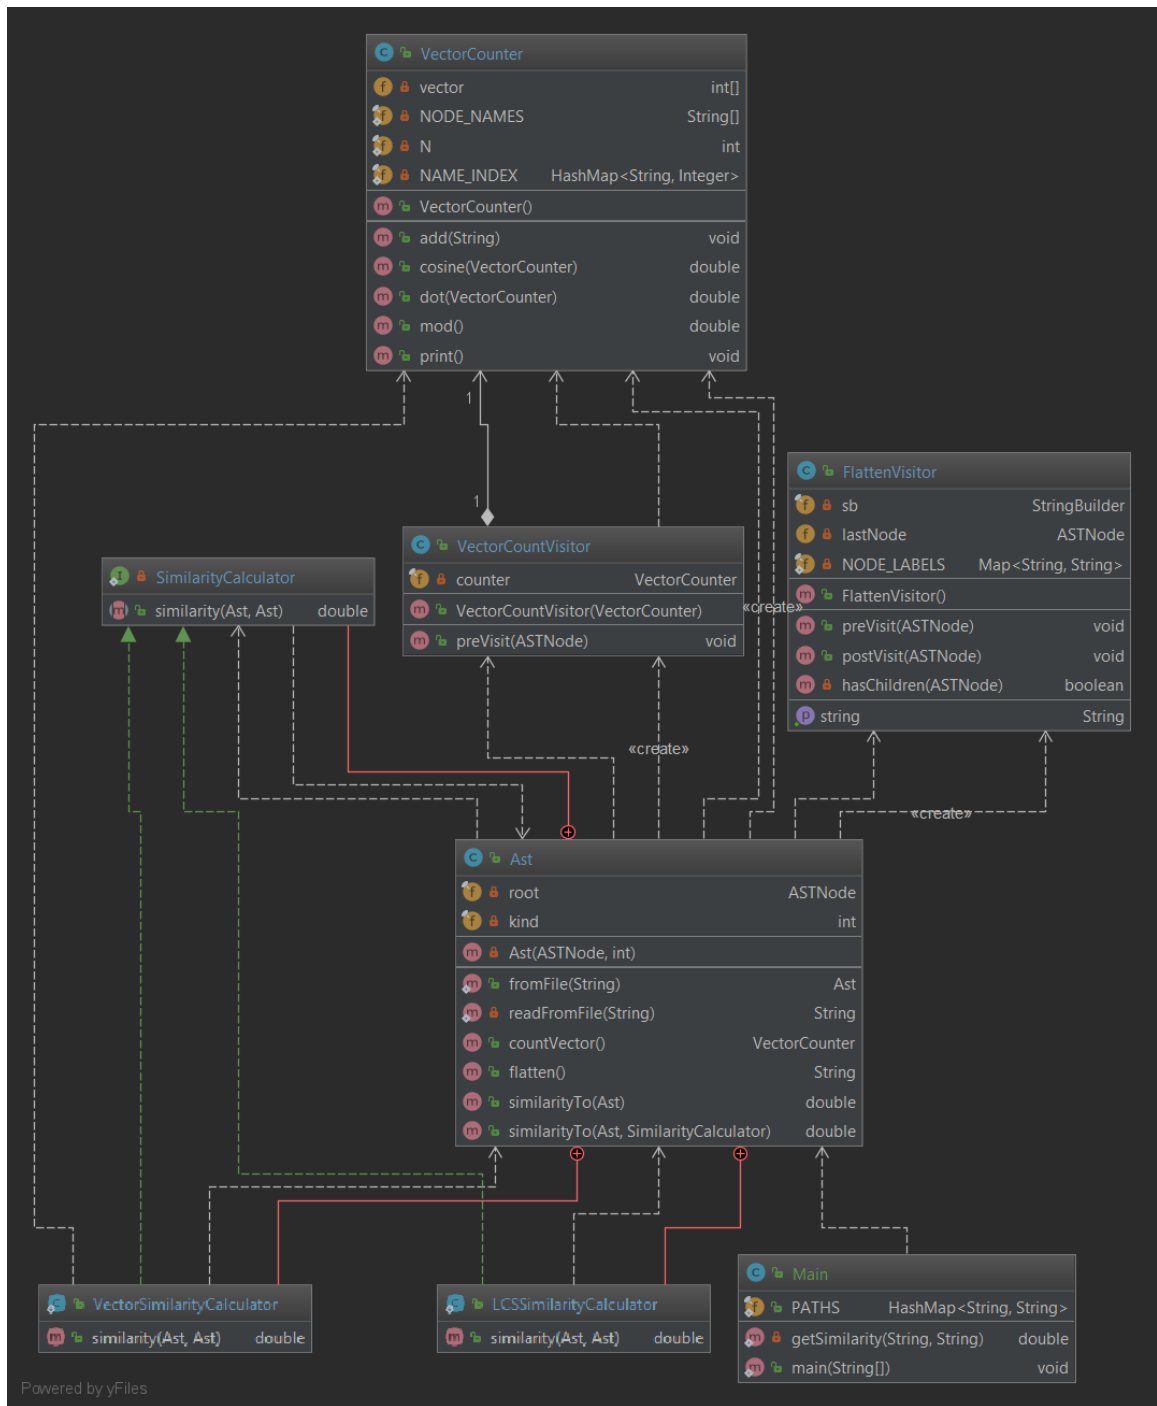 VectorCounter
vector int[]
NODE_NAMES String[]
N int
NAME_INDEX HashMap<String, Integer>
VectorCounter()
add(String) void
cosine(VectorCounter) double
dot(VectorCounter) double
mod() double
print() void
1
1
FlattenVisitor
sb StringBuilder
lastNode ASTNode
NODE_LABELS Map<String, String>
FlattenVisitor()
preVisit(ASTNode) void
postVisit(ASTNode) void
hasChildren(ASTNode) boolean
string String
VectorCountVisitor
counter VectorCounter
VectorCountVisitor(VectorCounter)
preVisit(ASTNode) void
«create»
SimilarityCalculator
similarity(Ast, Ast) double
«create»
«create»
Ast
root ASTNode
kind int
Ast(ASTNode, int)
fromFile(String) Ast
readFromFile(String) String
countVector() VectorCounter
flatten() String
similarityTo(Ast) double
similarityTo(Ast, SimilarityCalculator) double
VectorSimilarityCalculator
similarity(Ast, Ast) double
LCSSimilarityCalculator
similarity(Ast, Ast) double
Main
PATHS HashMap<String, String>
getSimilarity(String, String) double
main(String[]) void
Powered by yFiles